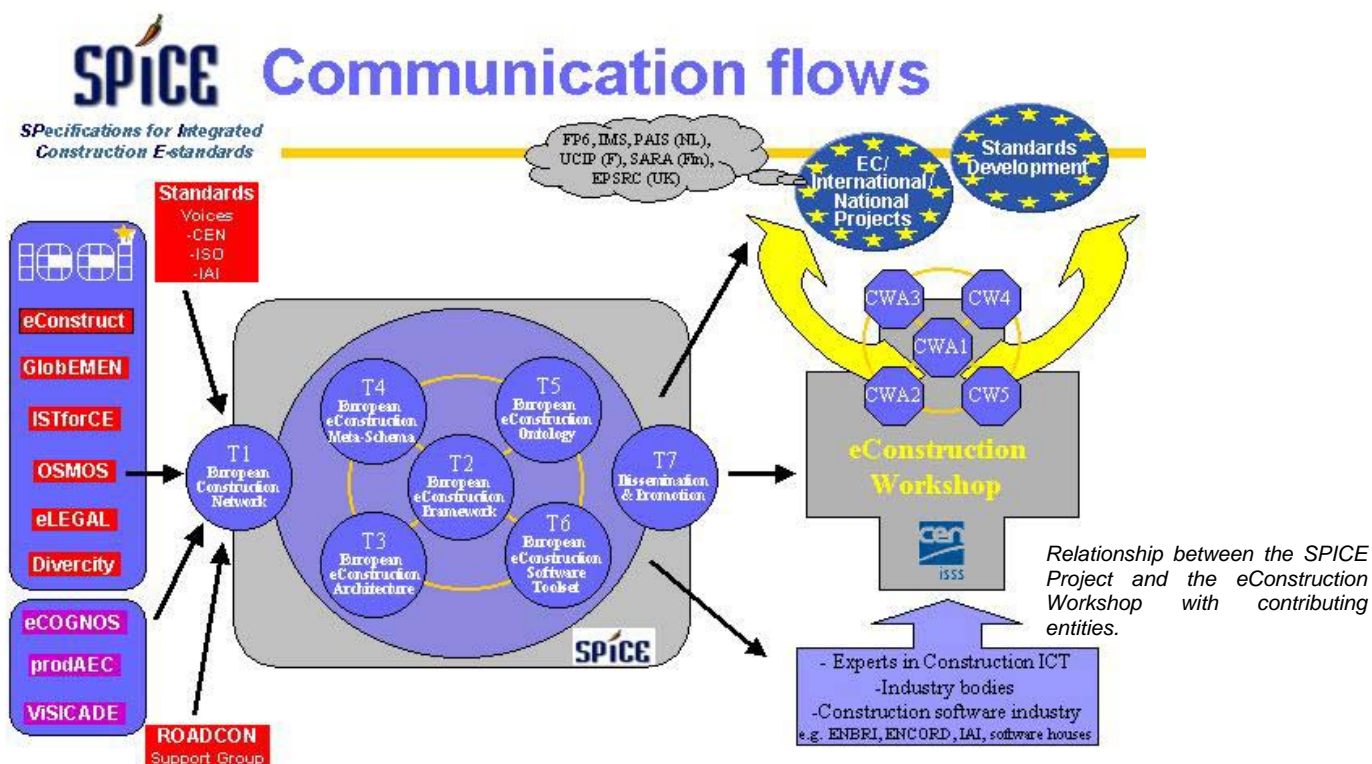 SPiCE
Communication flows
SPecifications for Integrated
Construction E-standards
FP6, IMS, PAIS (NL),
UCIP (F), SARA (Fin),
EPSRC (UK)
EC/
International/
National
Projects
Standards
Development
Standards
Voices
-CEN
-ISO
-IAI
eConstruct
GlobEMEN
ISTforCE
OSMOS
eLEGAL
Divercity
eCOGNOS
prodAEC
ViSICADE
ROADCON
Support Group
T1
European
Construction
Network
T4
European
eConstruction
Meta-Schema
T5
European
eConstruction
Ontology
T2
European
eConstruction
Framework
T3
European
eConstruction
Architecture
T6
European
eConstruction
Software
Toolset
T7
Dissemination
& Promotion
SPiCE
CWA3
CW4
CWA1
CWA2
CW5
eConstruction
Workshop
cen
isss
- Experts in Construction ICT
-Industry bodies
-Construction software industry
e.g. ENBRI, ENCORD, IAI, software houses
Relationship between the SPICE
Project and the eConstruction
Workshop with contributing
entities.